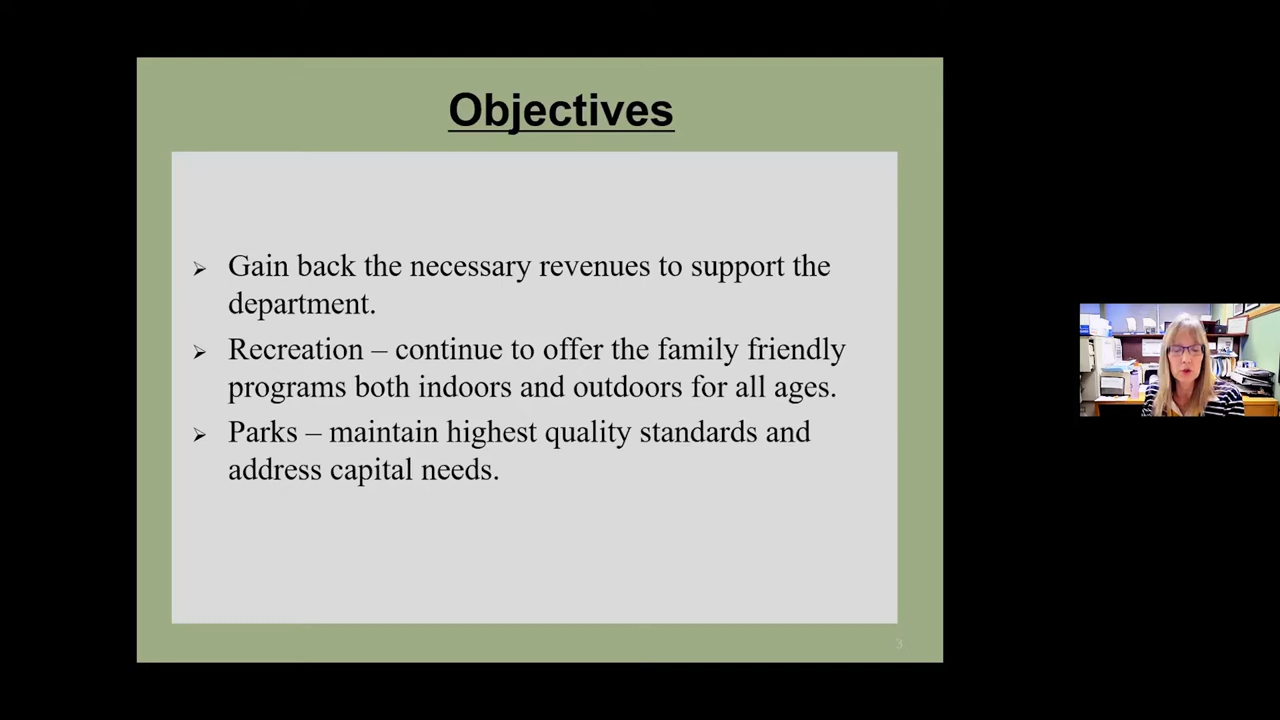 Objectives
➢ Gain back the necessary revenues to support the
department.
➢ Recreation – continue to offer the family friendly
programs both indoors and outdoors for all ages.
➢ Parks – maintain highest quality standards and
address capital needs.
3